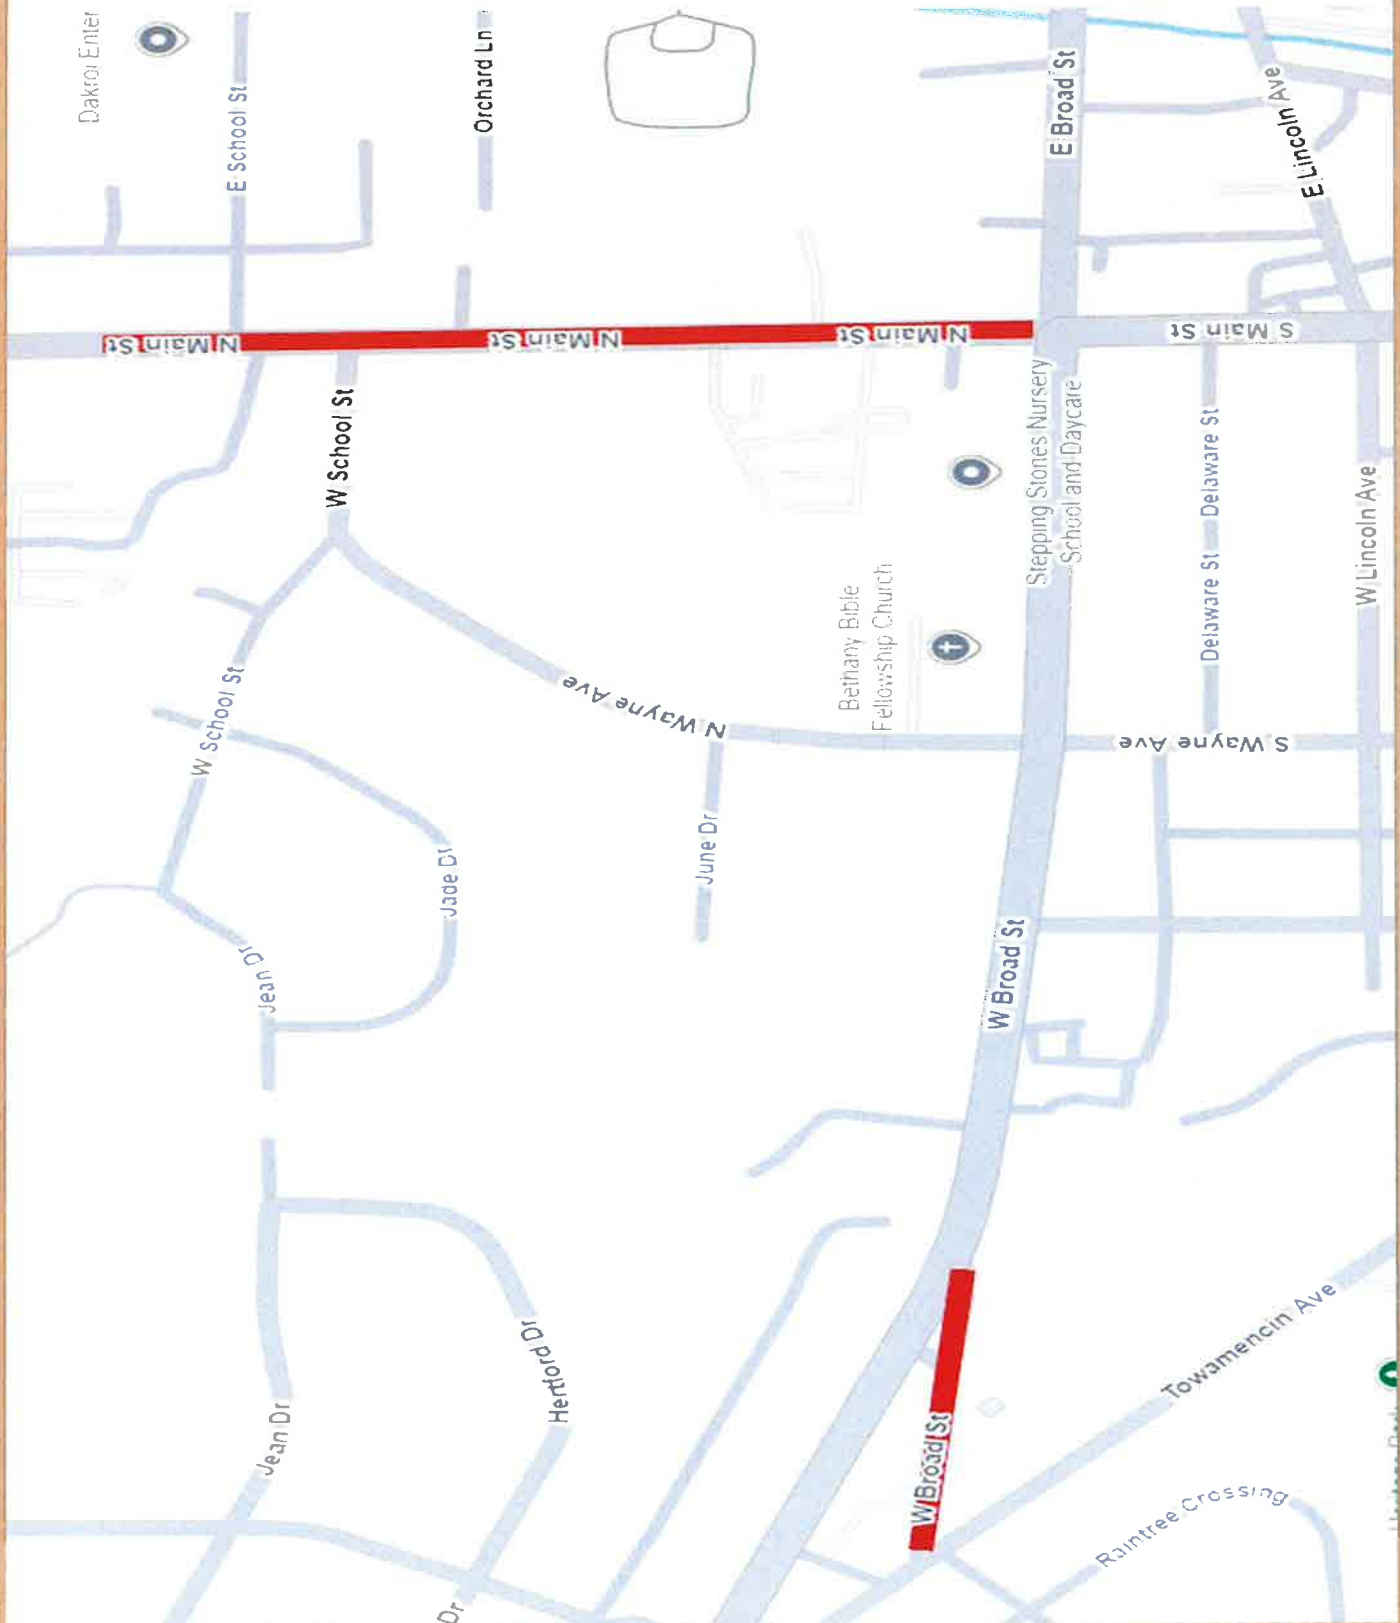 Dakroi Enter
E School St
Orchard Ln
E Broad St
E Lincoln Ave
N Main St
N Main St
N Main St
S Main St
W School St
Stepping Stones Nursery
School and Daycare
Delaware St
Delaware St
W Lincoln Ave
Bethany Bible
Fellowship Church
W School St
N Wayne Ave
S Wayne Ave
June Dr
Jade Dr
Jean Dr
W Broad St
Hertford Dr
Jean Dr
Towamencin Ave
W Broad St
Raintree Crossing
Dr